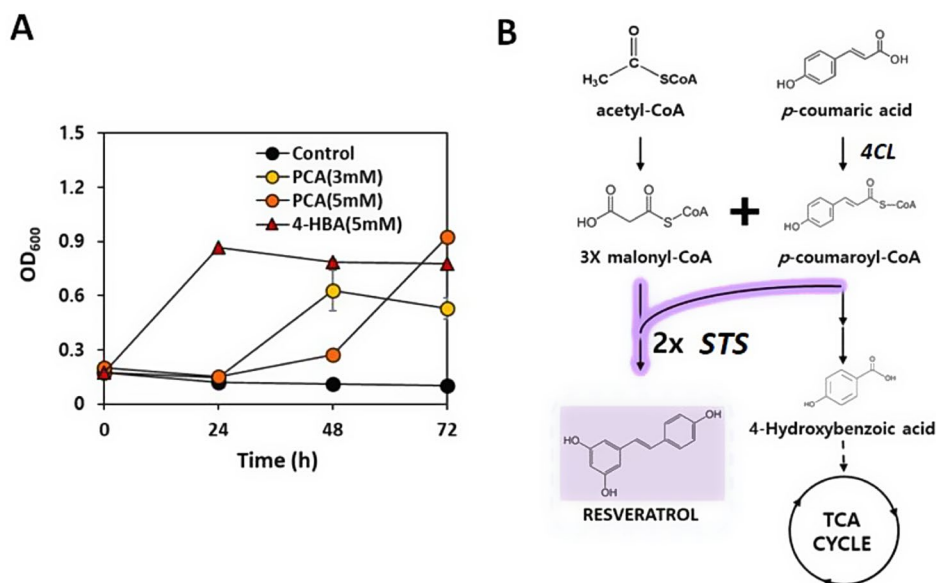 A
OD600
1.5
1.2
0.9
0.6
0.3
0
0 24 48 72
Time (h)
Control
PCA(3mM)
PCA(5mM)
4-HBA(5mM)
B
O
H₃C C SCoA
acetyl-CoA
O
OH
HO
p-coumaric acid
4CL
O O
HO S CoA
3X malonyl-CoA
+
O
S CoA
HO
p-coumaroyl-CoA
2x STS
HO
OH
OH
RESVERATROL
O
OH
HO
4-Hydroxybenzoic acid
TCA
CYCLE